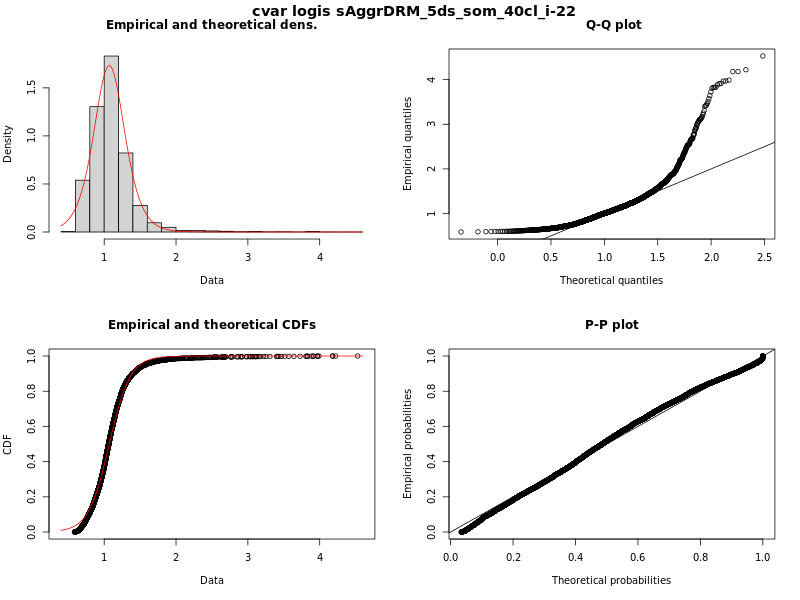 cvar logis sAggrDRM_5ds_som_40cl_i-22
Empirical and theoretical dens.
Density
0.0 0.5 1.0 1.5
1 2 3 4
Data
Q-Q plot
Empirical quantiles
1 2 3 4
0.0 0.5 1.0 1.5 2.0 2.5
Theoretical quantiles
Empirical and theoretical CDFs
CDF
0.0 0.2 0.4 0.6 0.8 1.0
1 2 3 4
Data
P-P plot
Empirical probabilities
0.0 0.2 0.4 0.6 0.8 1.0
0.0 0.2 0.4 0.6 0.8 1.0
Theoretical probabilities